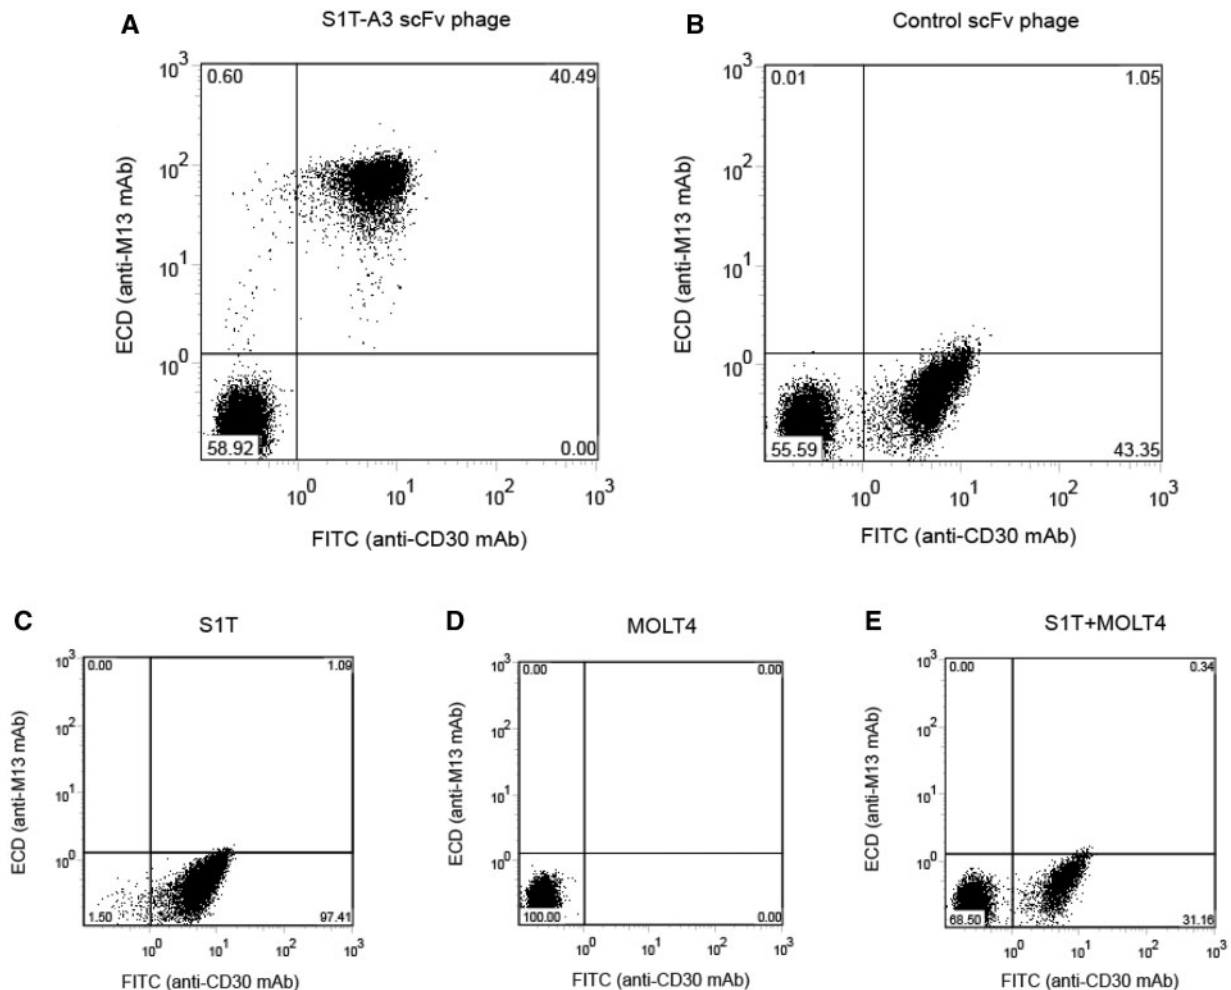 A
S1T-A3 scFv phage
10³
0.60
40.49
10²
10¹
10⁰
58.92
0.00
10⁰ 10¹ 10² 10³
ECD (anti-M13 mAb)
FITC (anti-CD30 mAb)
B
Control scFv phage
10³
0.01
1.05
10²
10¹
10⁰
55.59
43.35
10⁰ 10¹ 10² 10³
ECD (anti-M13 mAb)
FITC (anti-CD30 mAb)
C
S1T
10³
0.00
1.09
10²
10¹
10⁰
1.50
97.41
10⁰ 10¹ 10² 10³
ECD (anti-M13 mAb)
FITC (anti-CD30 mAb)
D
MOLT4
10³
0.00
0.00
10²
10¹
10⁰
100.00
0.00
10⁰ 10¹ 10² 10³
ECD (anti-M13 mAb)
FITC (anti-CD30 mAb)
E
S1T+MOLT4
10³
0.00
0.34
10²
10¹
10⁰
68.50
31.16
10⁰ 10¹ 10² 10³
ECD (anti-M13 mAb)
FITC (anti-CD30 mAb)